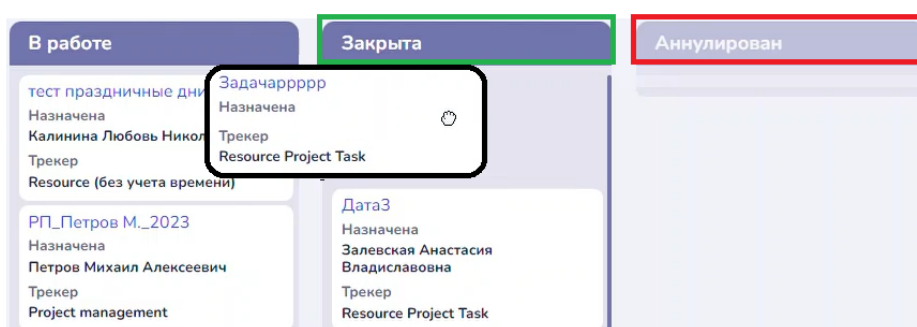 В работе
Закрыта
Аннулирован
тест праздничные дни
Назначена
Калинина Любовь
Трекер
Resource (без учета времени)
РП_Петров М._2023
Назначена
Петров Михаил Алексеевич
Трекер
Project management
Задачаррррр
Назначена
Трекер
Resource Project Task
Дата3
Назначена
Залевская Анастасия
Владиславовна
Трекер
Resource Project Task